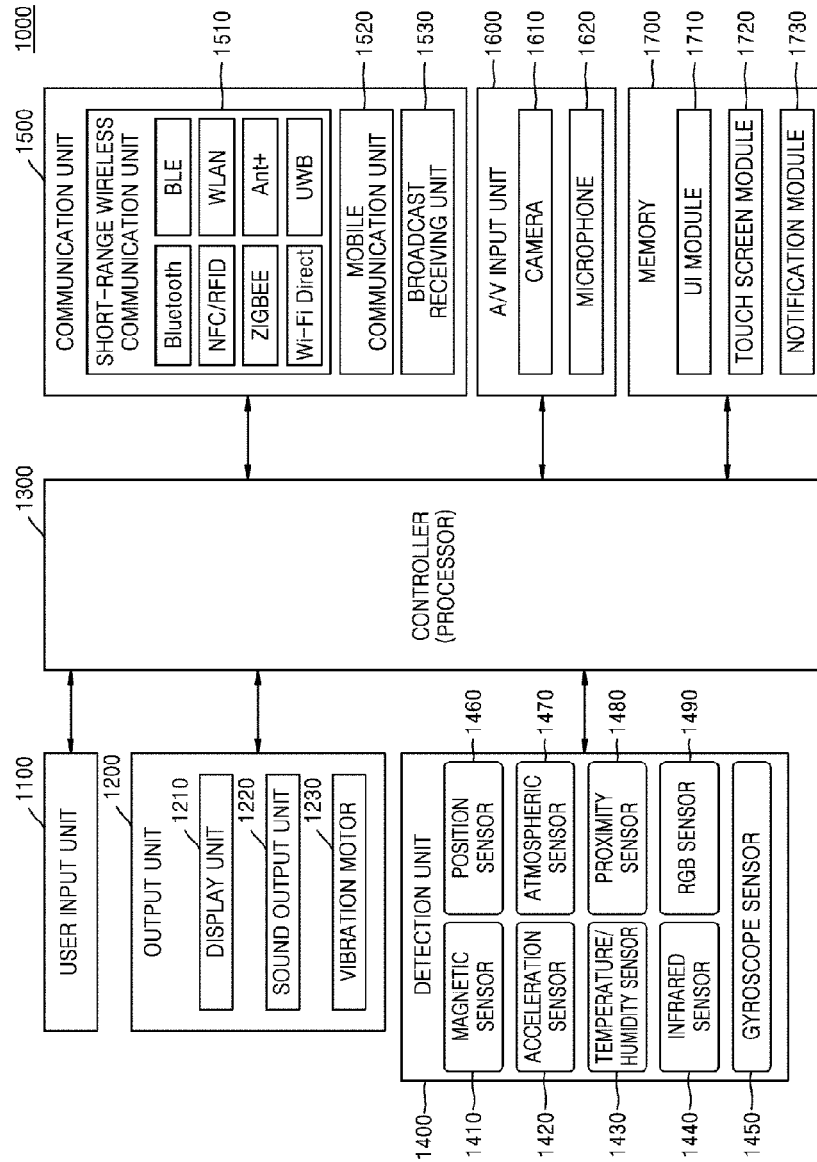 1000
1100
USER INPUT UNIT
1200
OUTPUT UNIT
1210
DISPLAY UNIT
1220
SOUND OUTPUT UNIT
1230
VIBRATION MOTOR
1400
DETECTION UNIT
1410
MAGNETIC
SENSOR
POSITION
SENSOR
1460
1420
ACCELERATION
SENSOR
ATMOSPHERIC
SENSOR
1470
1430
TEMPERATURE/
HUMIDITY SENSOR
PROXIMITY
SENSOR
1480
1440
INFRARED
SENSOR
RGB SENSOR
1490
1450
GYROSCOPE SENSOR
1300
CONTROLLER
(PROCESSOR)
1500
COMMUNICATION UNIT
SHORT-RANGE WIRELESS
COMMUNICATION UNIT
1510
Bluetooth
BLE
NFC/RFID
WLAN
ZIGBEE
Ant+
Wi-Fi Direct
UWB
MOBILE
COMMUNICATION UNIT
1520
BROADCAST
RECEIVING UNIT
1530
1600
A/V INPUT UNIT
CAMERA
1610
MICROPHONE
1620
1700
MEMORY
UI MODULE
1710
TOUCH SCREEN MODULE
1720
NOTIFICATION MODULE
1730